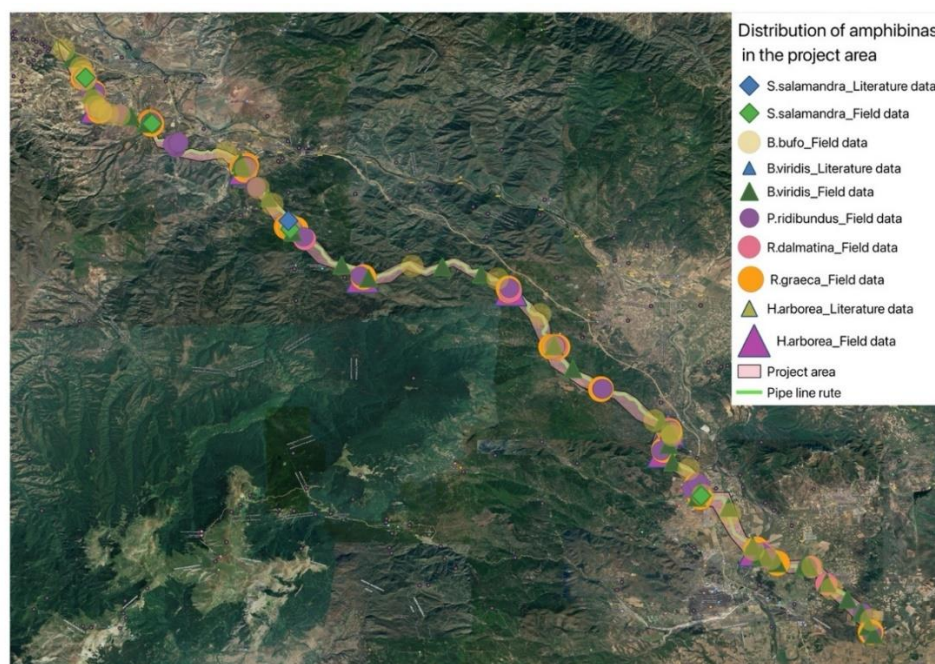 Distribution of amphibinas
in the project area
S.salamandra_Literature data
S.salamandra_Field data
B.bufo_Field data
B.viridis_Literature data
B.viridis_Field data
P.ridibundus_Field data
R.dalmatina_Field data
R.graeca_Field data
H.arborea_Literature data
H.arborea_Field data
Project area
Pipe line rute